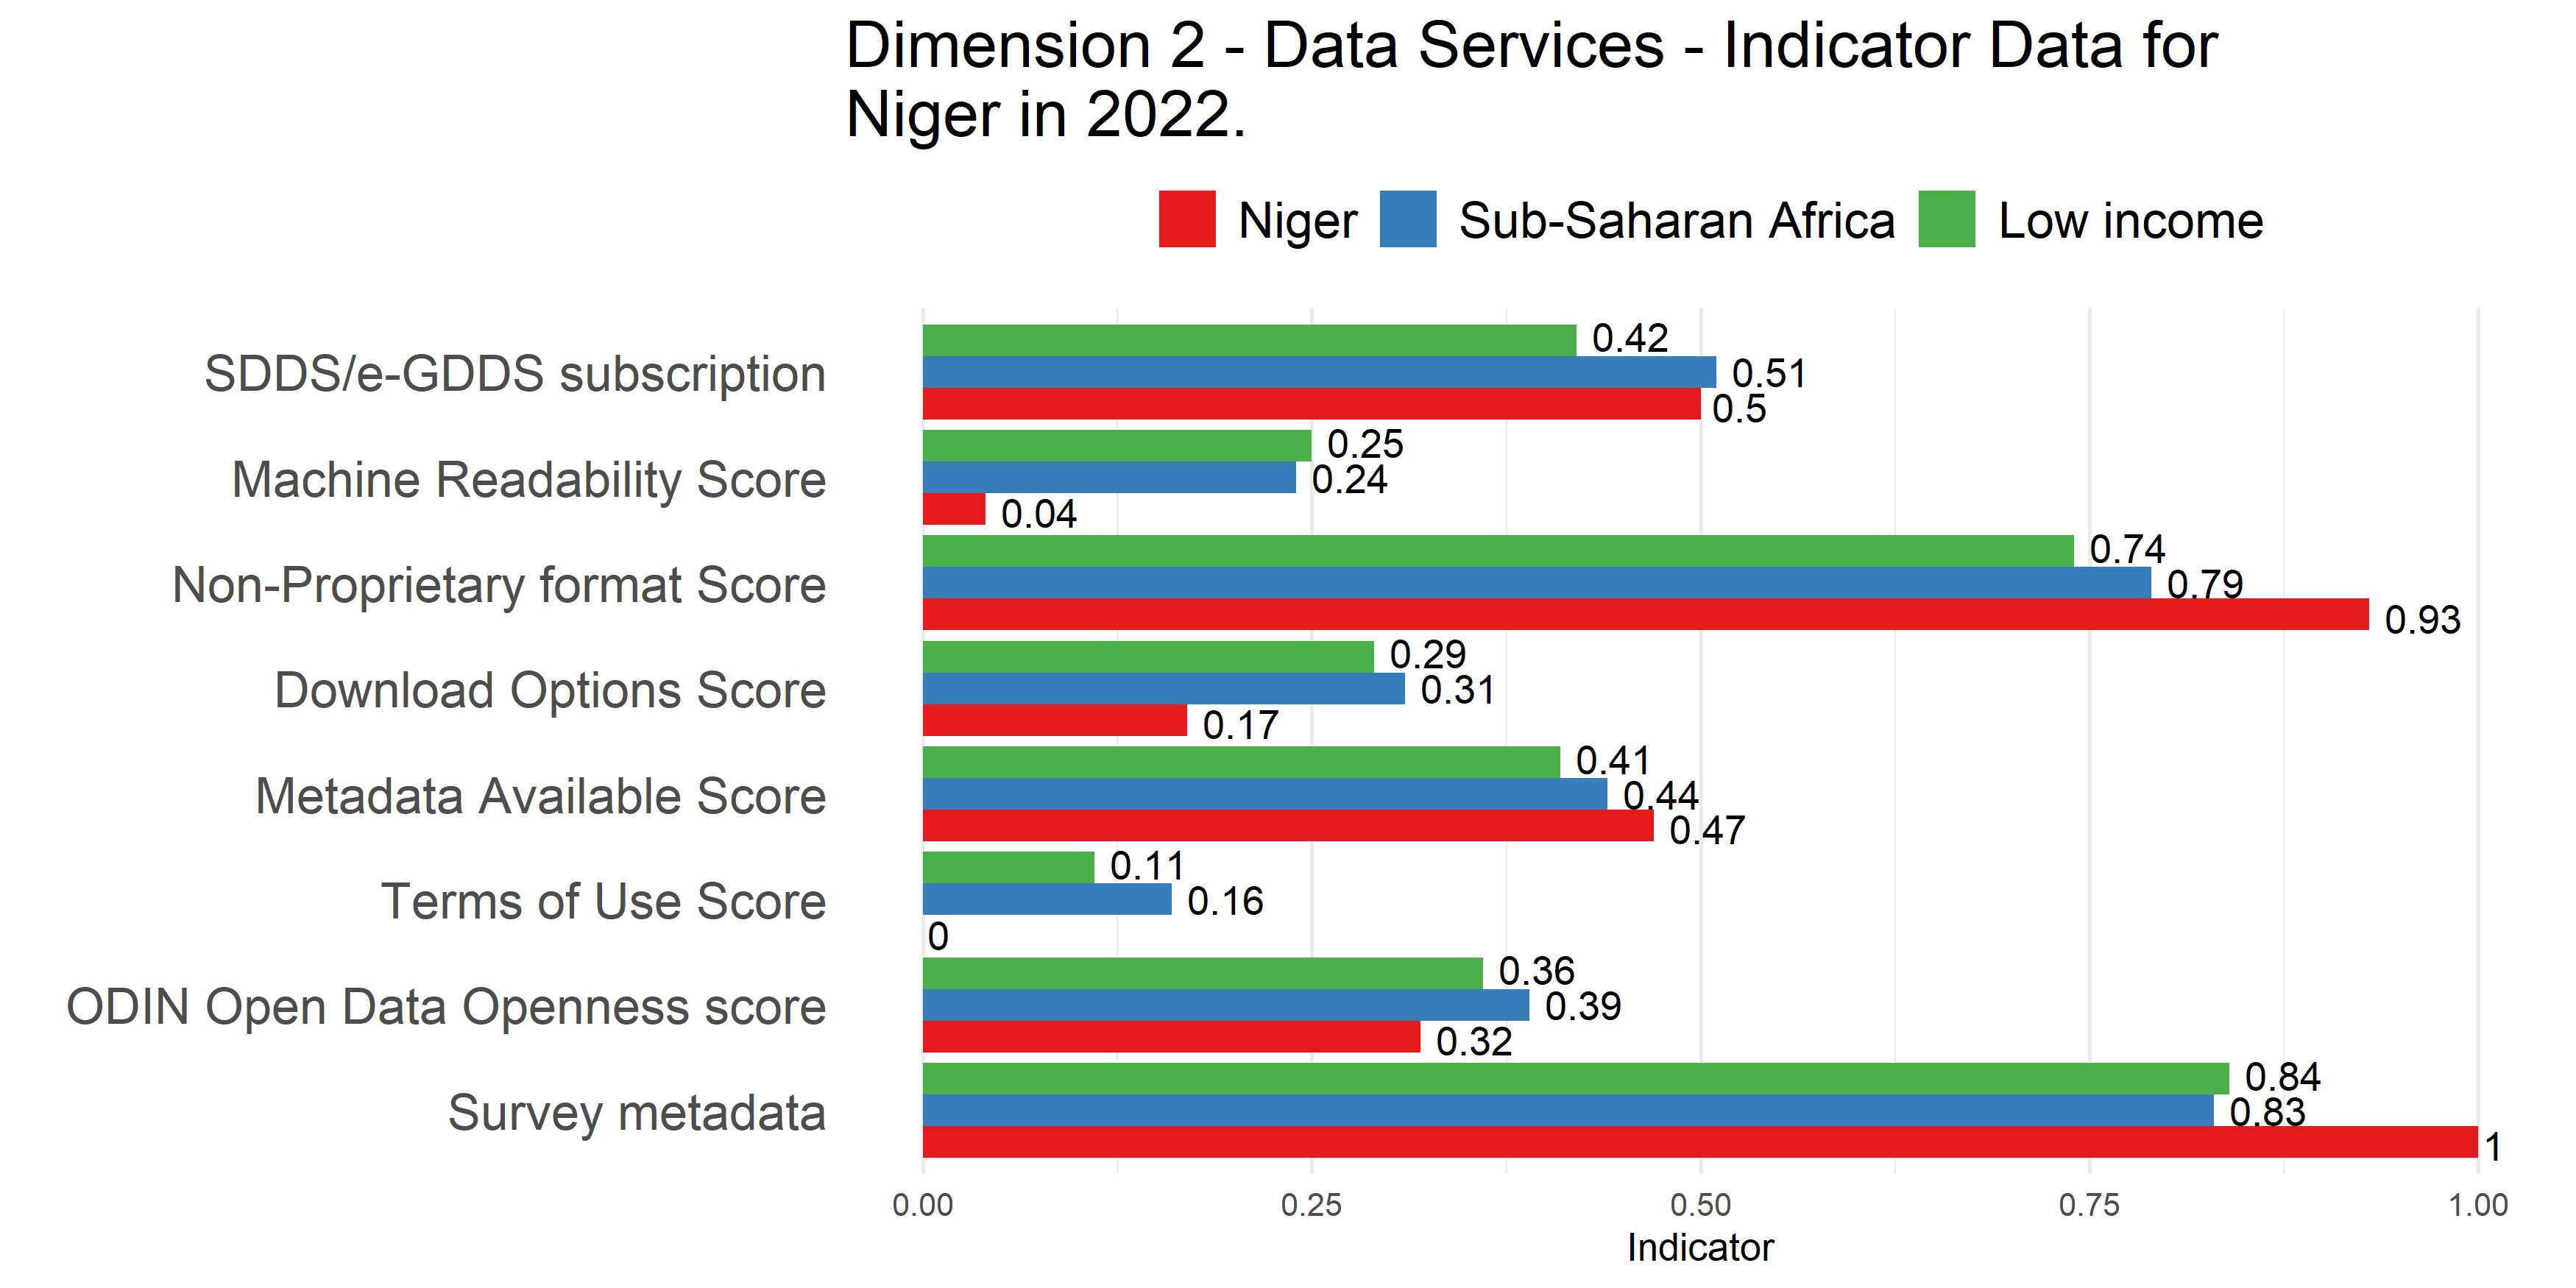 Dimension 2 - Data Services - Indicator Data for
Niger in 2022.
Niger Sub-Saharan Africa Low income
SDDS/e-GDDS subscription
0.42
0.51
0.5
Machine Readability Score
0.25
0.24
0.04
Non-Proprietary format Score
0.74
0.79
0.93
Download Options Score
0.29
0.31
0.17
Metadata Available Score
0.41
0.44
0.47
Terms of Use Score
0.11
0.16
0
ODIN Open Data Openness score
0.36
0.39
0.32
Survey metadata
0.84
0.83
1
0.00 0.25 0.50 0.75 1.00
Indicator